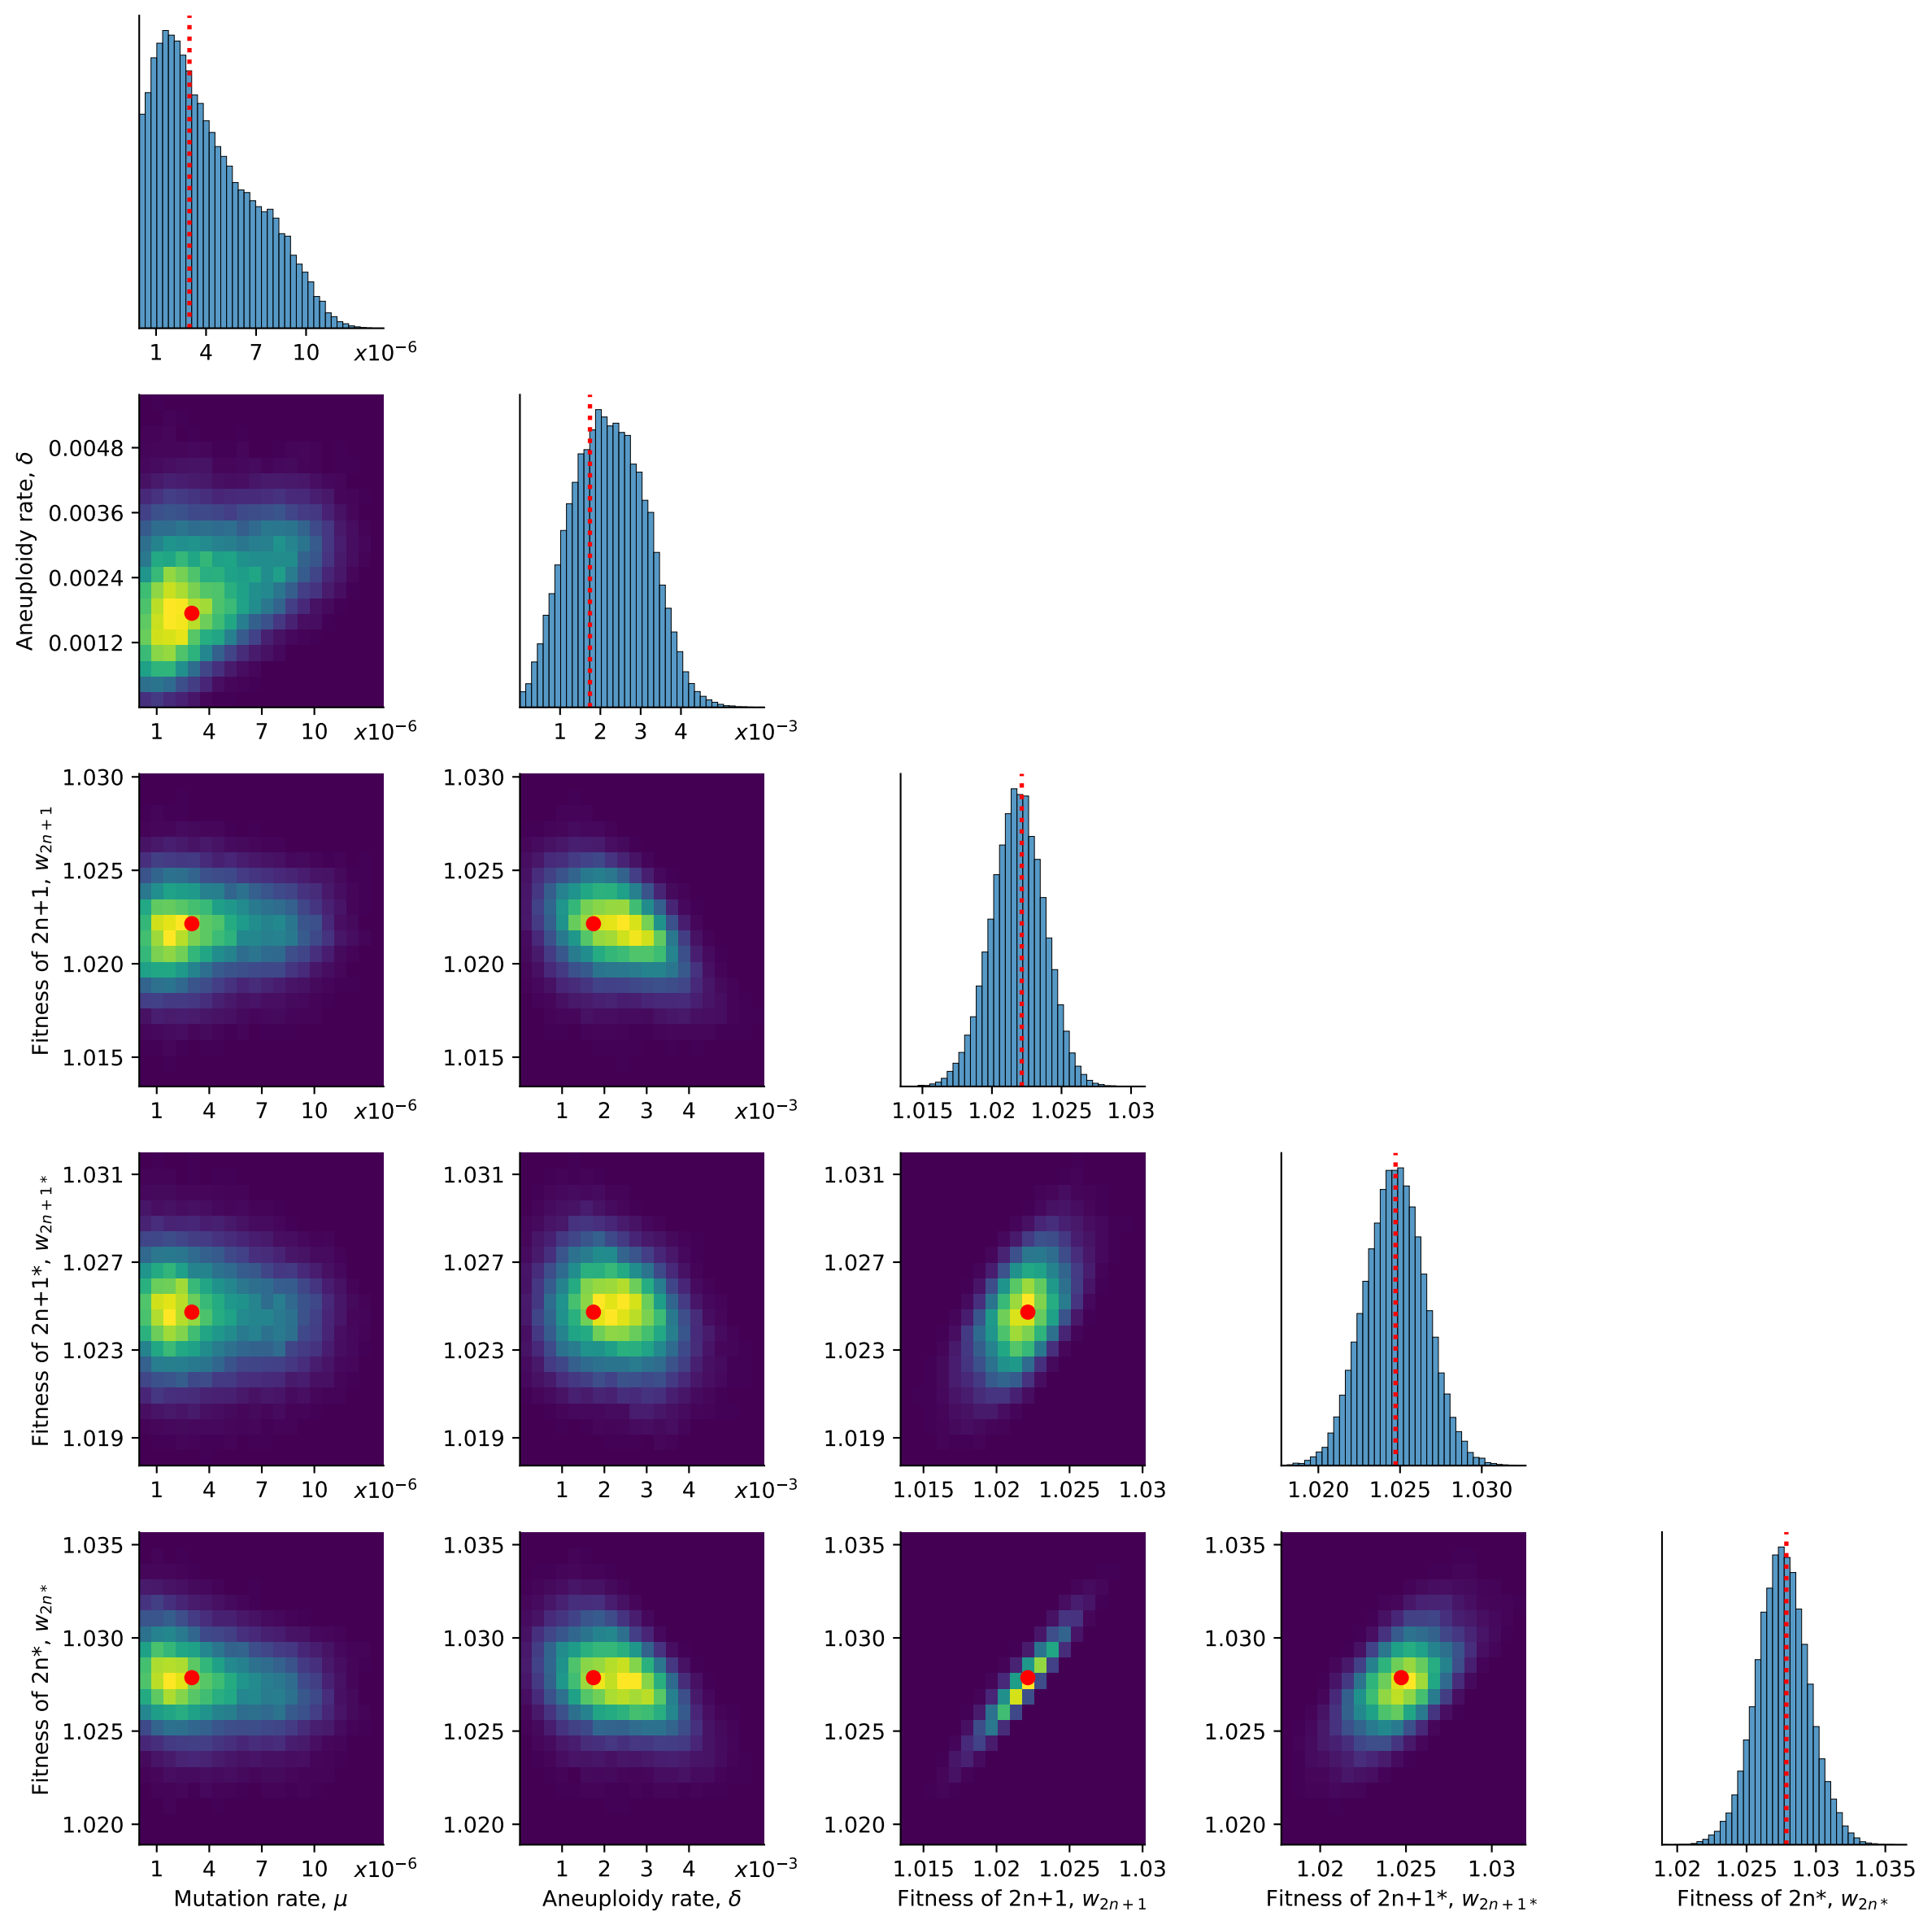 1 4 7 10 x10⁻⁶
Aneuploidy rate, δ
0.0048
0.0036
0.0024
0.0012
1 4 7 10 x10⁻⁶
1 2 3 4 x10⁻³
Fitness of 2n+1, w₂ₙ₊₁
1.030
1.025
1.020
1.015
1 4 7 10 x10⁻⁶
1.030
1.025
1.020
1.015
1 2 3 4 x10⁻³
1.015 1.02 1.025 1.03
Fitness of 2n+1*, w₂ₙ₊₁*
1.031
1.027
1.023
1.019
1 4 7 10 x10⁻⁶
1.031
1.027
1.023
1.019
1 2 3 4 x10⁻³
1.031
1.027
1.023
1.019
1.015 1.02 1.025 1.03
1.020 1.025 1.030
Fitness of 2n*, w₂ₙ*
1.035
1.030
1.025
1.020
1 4 7 10 x10⁻⁶
Mutation rate, μ
1.035
1.030
1.025
1.020
1 2 3 4 x10⁻³
Aneuploidy rate, δ
1.035
1.030
1.025
1.020
1.015 1.02 1.025 1.03
Fitness of 2n+1, w₂ₙ₊₁
1.035
1.030
1.025
1.020
1.02 1.025 1.03
Fitness of 2n+1*, w₂ₙ₊₁*
1.02 1.025 1.03 1.035
Fitness of 2n*, w₂ₙ*